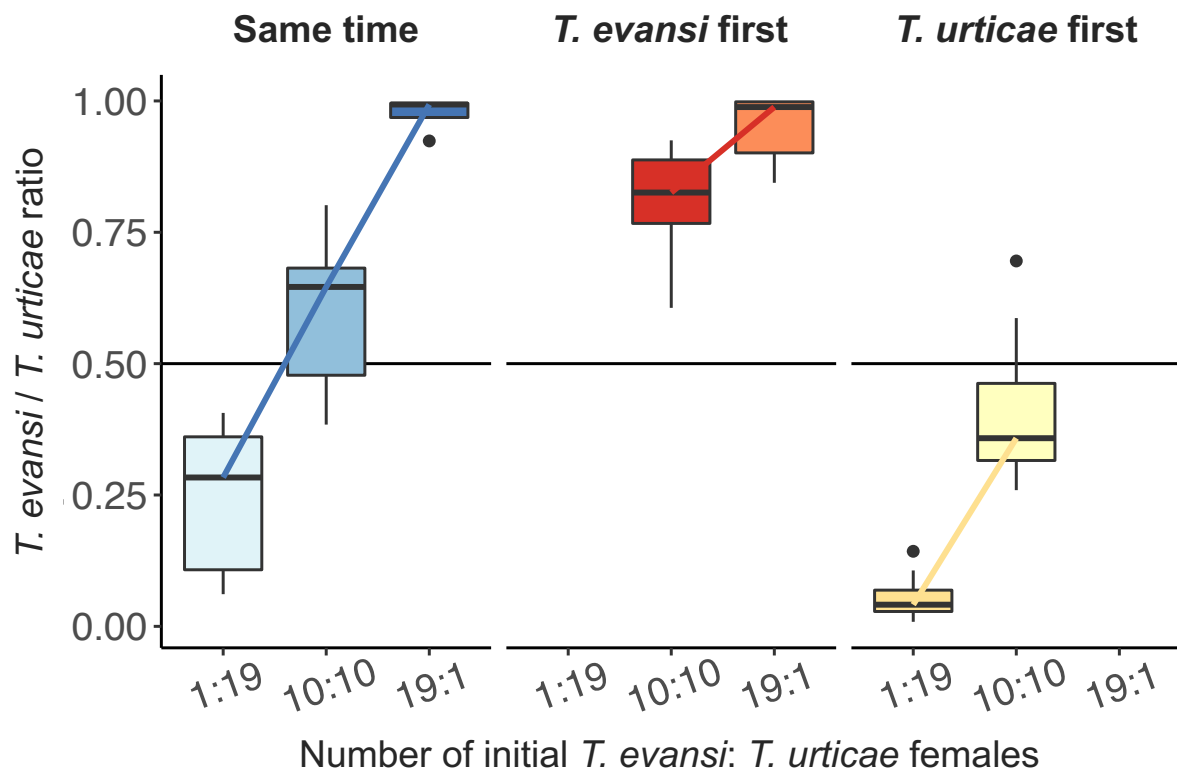 Same time
T. evansi first
T. urticae first
T. evansi / T. urticae ratio
1.00
0.75
0.50
0.25
0.00
1:19 10:10 19:1
1:19 10:10 19:1
1:19 10:10 19:1
Number of initial T. evansi: T. urticae females